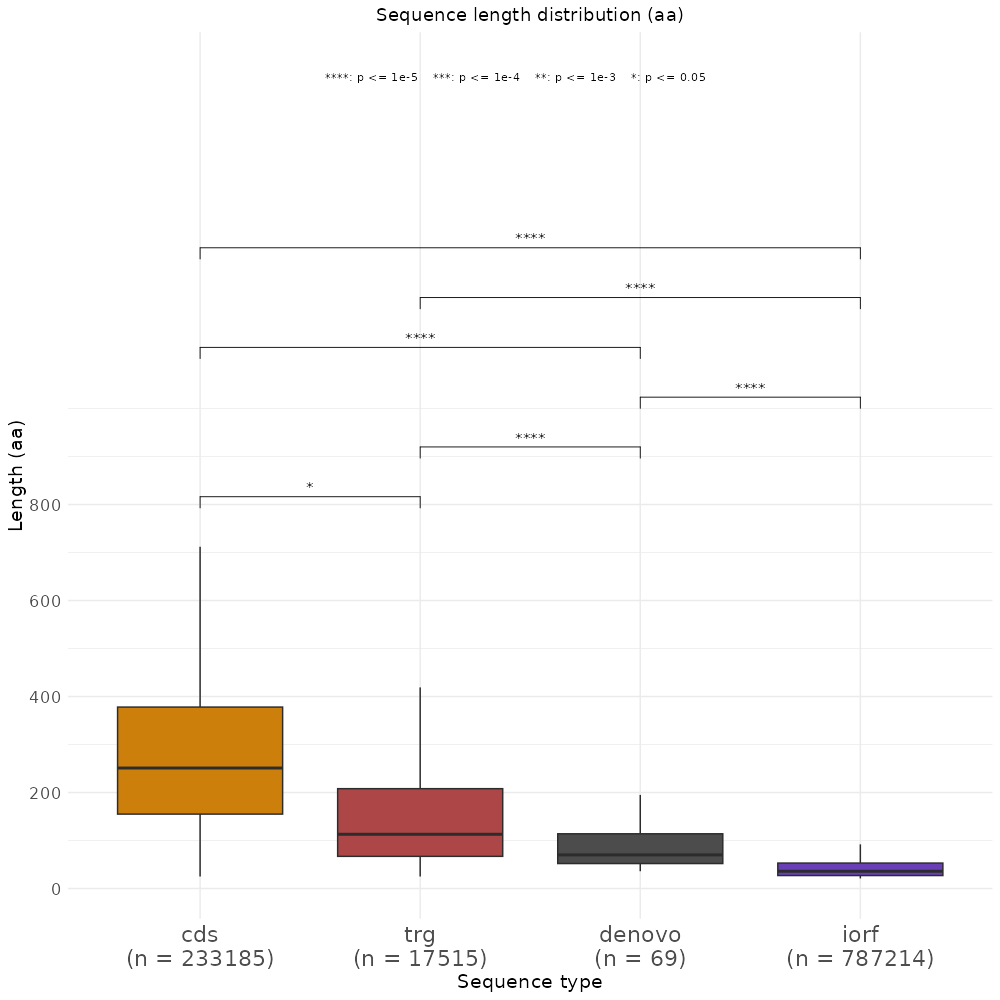 Sequence length distribution (aa)
****: p <= 1e-5 ***: p <= 1e-4 **: p <= 1e-3 *: p <= 0.05
****
****
****
****
****
*
Length (aa)
800
600
400
200
0
cds trg denovo iorf
(n = 233185) (n = 17515) (n = 69) (n = 787214)
Sequence type